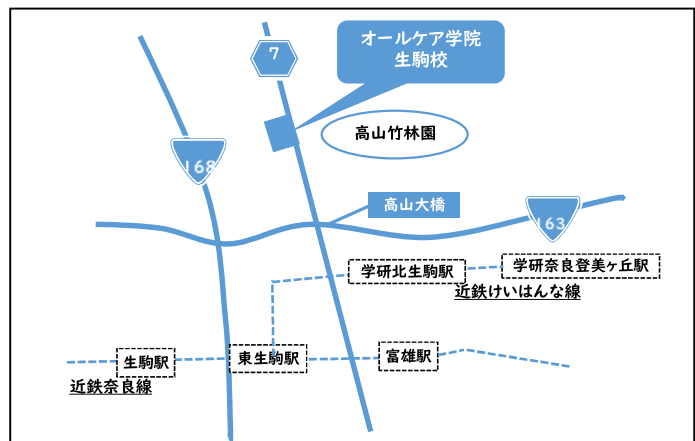 オールケア学院
生駒校
7
高山竹林園
168
高山大橋
163
学研北生駒駅
学研奈良登美ヶ丘駅
近鉄けいはんな線
生駒駅
東生駒駅
富雄駅
近鉄奈良線